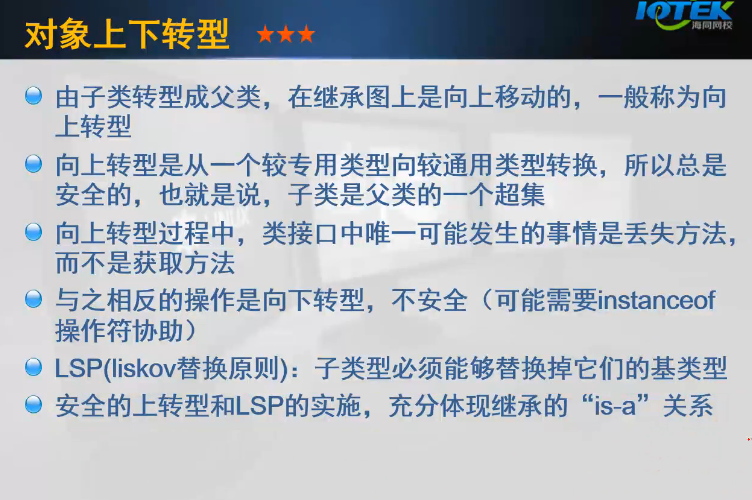 对象上下转型 ★★★
IOTEK
海同网校
由子类转型成父类，在继承图上是向上移动的，一般称为向
上转型
向上转型是从一个较专用类型向较通用类型转换，所以总是
安全的，也就是说，子类是父类的一个超集
向上转型过程中，类接口中唯一可能发生的事情是丢失方法，
而不是获取方法
与之相反的操作是向下转型，不安全（可能需要instanceof
操作符协助）
LSP(liskov替换原则)：子类型必须能够替换掉它们的基类型
安全的上转型和LSP的实施，充分体现继承的“is-a”关系